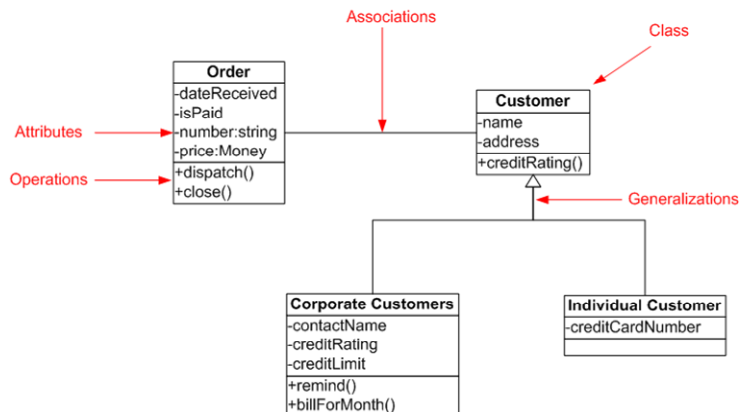 Associations
Class
Order
-dateReceived
-isPaid
-number:string
-price:Money
+dispatch()
+close()
Attributes
Operations
Customer
-name
-address
+creditRating()
Generalizations
Corporate Customers
-contactName
-creditRating
-creditLimit
+remind()
+billForMonth()
Individual Customer
-creditCardNumber